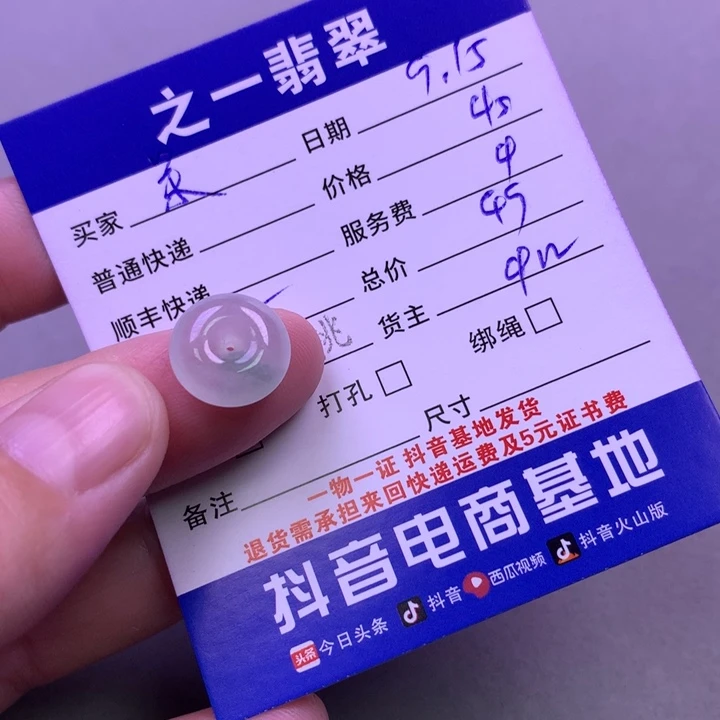 之一翡翠
买家 日期 9.15
普通快递 价格
顺丰快递 服务费 4
总价 45
兆 货主
打孔 绑绳
尺寸
备注
一物一证 抖音基地发货
退货需承担来回快递运费及5元证书费
抖音电商基地
头条 今日头条 抖音 西瓜视频 抖音火山版